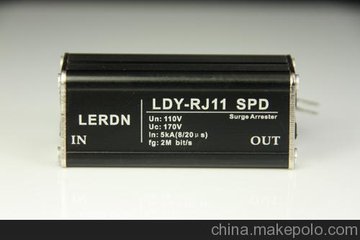 LDY-RJ11 SPD
LERDN
Un: 110V
Surge Arrester
Uc: 170V
In: 5kA(8/20μs)
fg: 2M bit/s
IN
OUT
china.makepolo.com